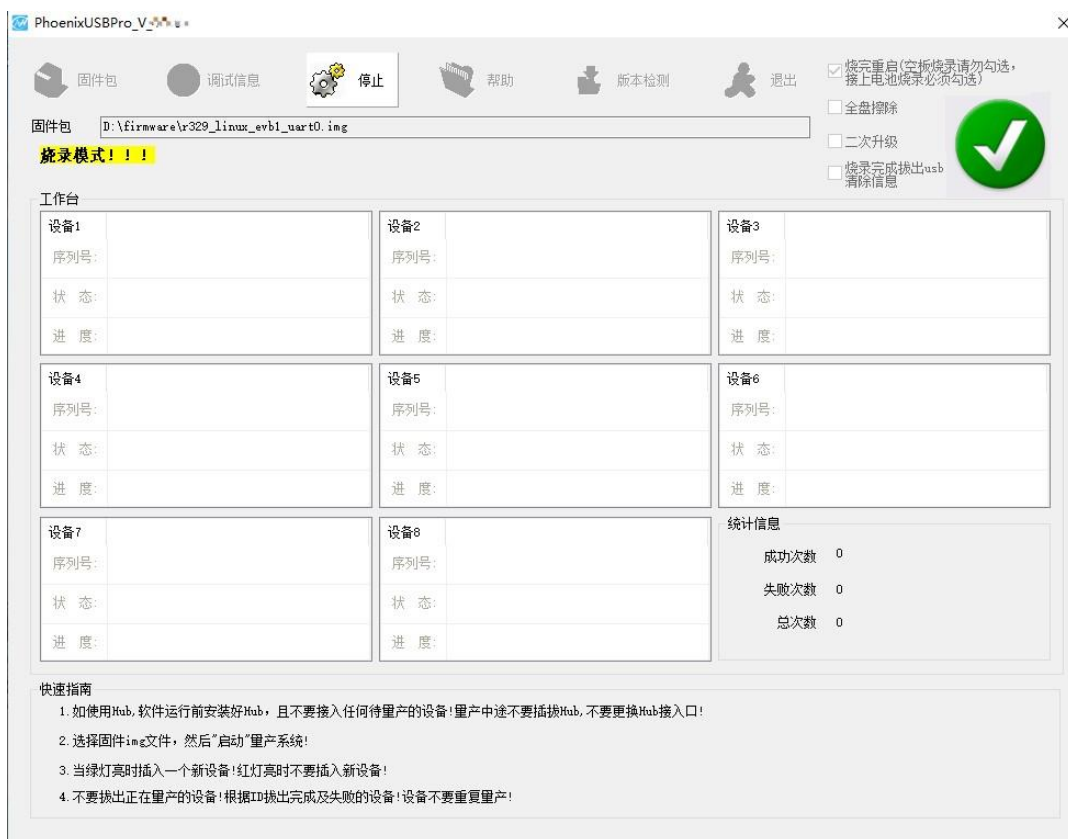 PhoenixUSBPro_V_
固件包
调试信息
停止
帮助
版本检测
退出
烧完重启(空板烧录请勿勾选,
接上电池烧录必须勾选)
全盘擦除
二次升级
烧录完成拔出usb
清除信息
固件包 D:\firmware\r329_linux_evb1_uart0.img
烧录模式！！！
工作台
设备1
序列号:
状 态:
进 度:
设备2
序列号:
状 态:
进 度:
设备3
序列号:
状 态:
进 度:
设备4
序列号:
状 态:
进 度:
设备5
序列号:
状 态:
进 度:
设备6
序列号:
状 态:
进 度:
设备7
序列号:
状 态:
进 度:
设备8
序列号:
状 态:
进 度:
统计信息
成功次数 0
失败次数 0
总次数 0
快速指南
1.如使用Hub,软件运行前安装好Hub，且不要接入任何待量产的设备!量产中途不要插拔Hub,不要更换Hub接入口!
2.选择固件img文件，然后"启动"量产系统!
3.当绿灯亮时插入一个新设备!红灯亮时不要插入新设备!
4.不要拔出正在量产的设备!根据ID拔出完成及失败的设备!设备不要重复量产!